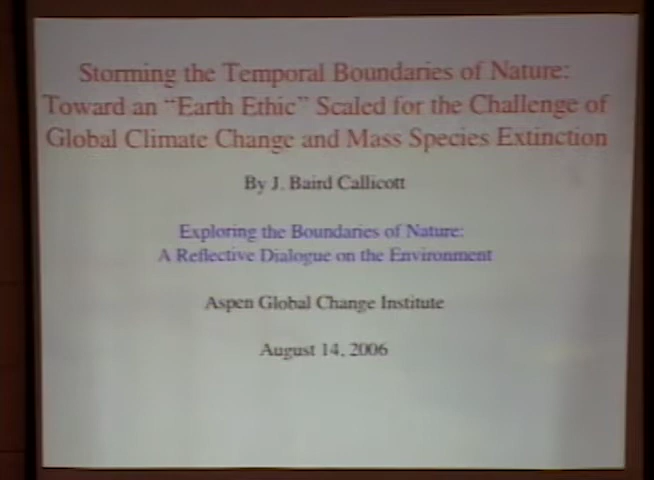 Storming the Temporal Boundaries of Nature:
Toward an "Earth Ethic" Scaled for the Challenge of
Global Climate Change and Mass Species Extinction
By J. Baird Callicott
Exploring the Boundaries of Nature:
A Reflective Dialogue on the Environment
Aspen Global Change Institute
August 14, 2006